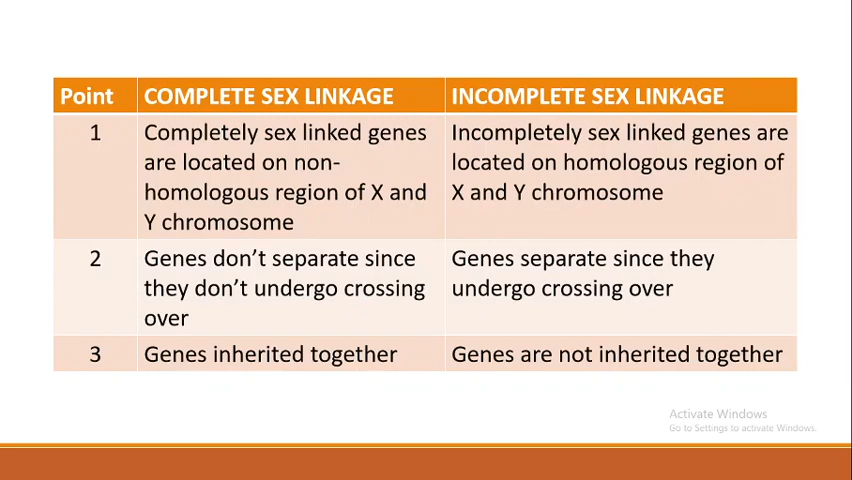 Point COMPLETE SEX LINKAGE INCOMPLETE SEX LINKAGE
1 Completely sex linked genes Incompletely sex linked genes are
are located on non- located on homologous region of
homologous region of X and X and Y chromosome
Y chromosome
2 Genes don’t separate since Genes separate since they
they don’t undergo crossing undergo crossing over
over
3 Genes inherited together Genes are not inherited together
Activate Windows
Go to Settings to activate Windows.